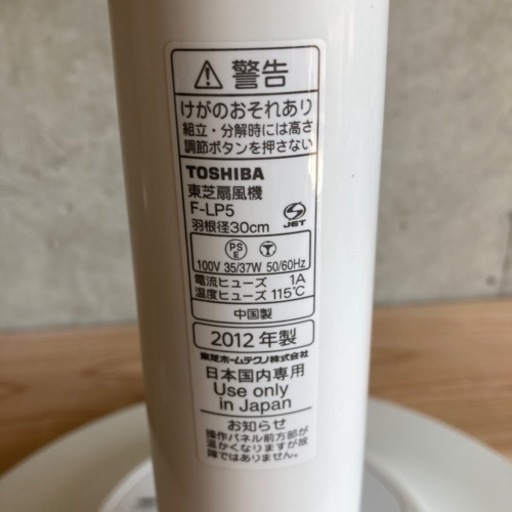 警告
けがのおそれあり
組立・分解時には高さ
調節ボタンを押さない
TOSHIBA
東芝扇風機
F-LP5
羽根径30cm
JET
PS
E
T
100V 35/37W 50/60Hz
電流ヒューズ 1A
温度ヒューズ 115℃
中国製
2012 年製
東芝ホームテクノ株式会社
日本国内専用
Use only
in Japan
お知らせ
操作パネル前方部が
温かくなりますが故
障ではありません。